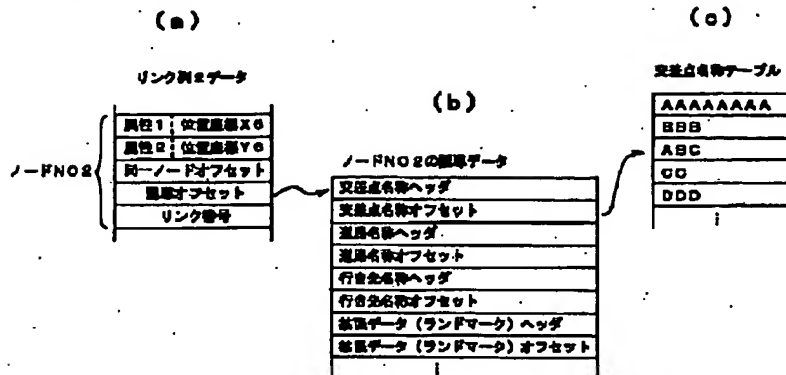 (a)
リンク列2データ
属性1 位置座標X6
属性2 位置座標Y6
同一ノードオフセット
誘導オフセット
リンク番号
ノードNO2
(b)
ノードNO2の誘導データ
交差点名称ヘッダ
交差点名称オフセット
道路名称ヘッダ
道路名称オフセット
行き先名称ヘッダ
行き先名称オフセット
拡張データ(ランドマーク)ヘッダ
拡張データ(ランドマーク)オフセット
(c)
交差点名称テーブル
AAAAAAAA
BBB
ABC
CC
DDD